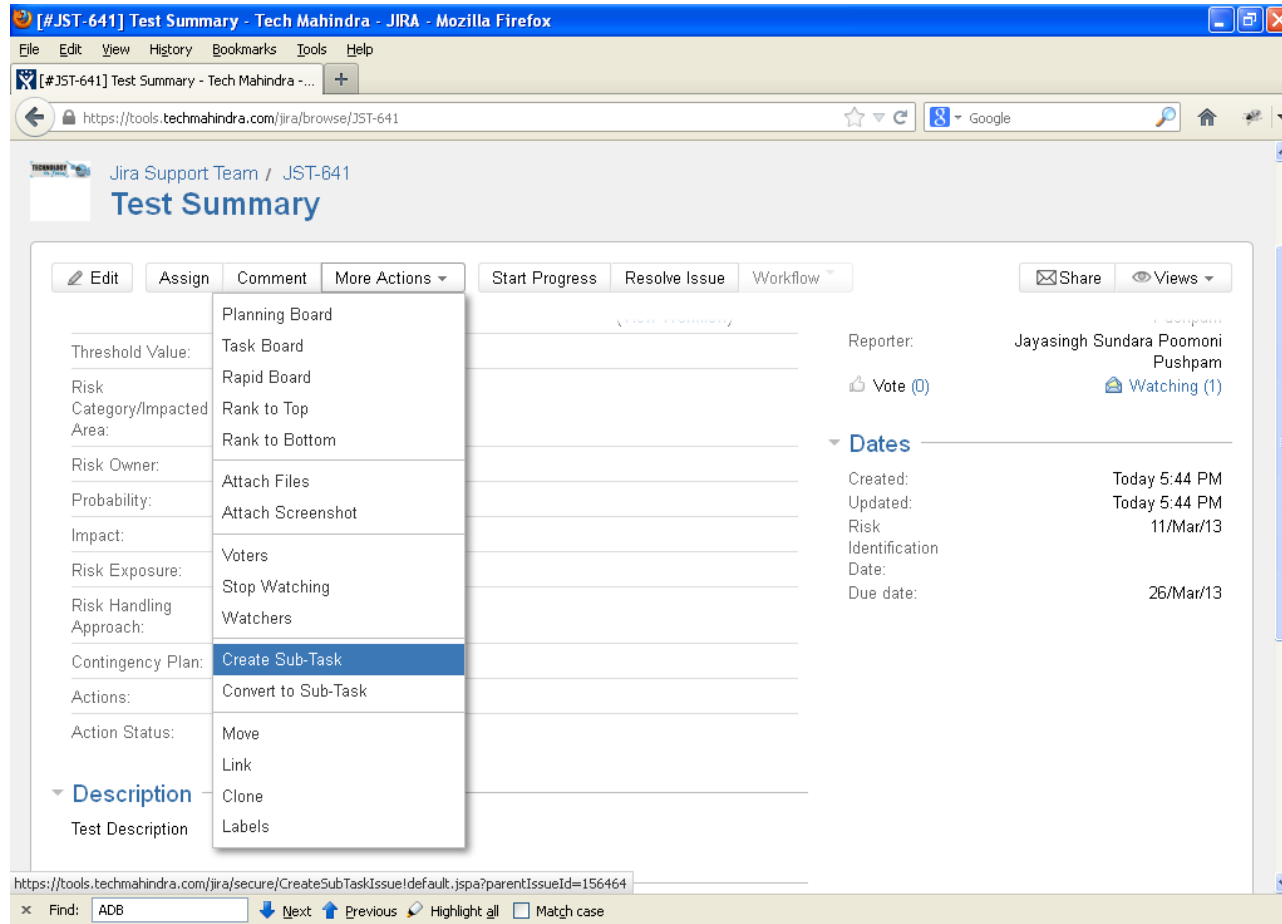 [#JST-641] Test Summary - Tech Mahindra - JIRA - Mozilla Firefox
File Edit View History Bookmarks Tools Help
[#JST-641] Test Summary - Tech Mahindra -... +
https://tools.techmahindra.com/jira/browse/JST-641
Google
Jira Support Team / JST-641
Test Summary
Edit Assign Comment More Actions Start Progress Resolve Issue Workflow Share Views
Planning Board
Task Board
Rapid Board
Rank to Top
Rank to Bottom
Attach Files
Attach Screenshot
Voters
Stop Watching
Watchers
Create Sub-Task
Convert to Sub-Task
Move
Link
Clone
Labels
Threshold Value:
Risk
Category/Impacted
Area:
Risk Owner:
Probability:
Impact:
Risk Exposure:
Risk Handling
Approach:
Contingency Plan:
Actions:
Action Status:
Description
Test Description
Reporter: Jayasingh Sundara Poomoni
Pushpam
Vote (0) Watching (1)
Dates
Created: Today 5:44 PM
Updated: Today 5:44 PM
Risk 11/Mar/13
Identification
Date:
Due date: 26/Mar/13
https://tools.techmahindra.com/jira/secure/CreateSubTaskIssue!default.jspa?parentIssueId=156464
× Find: ADB Next Previous Highlight all Match case